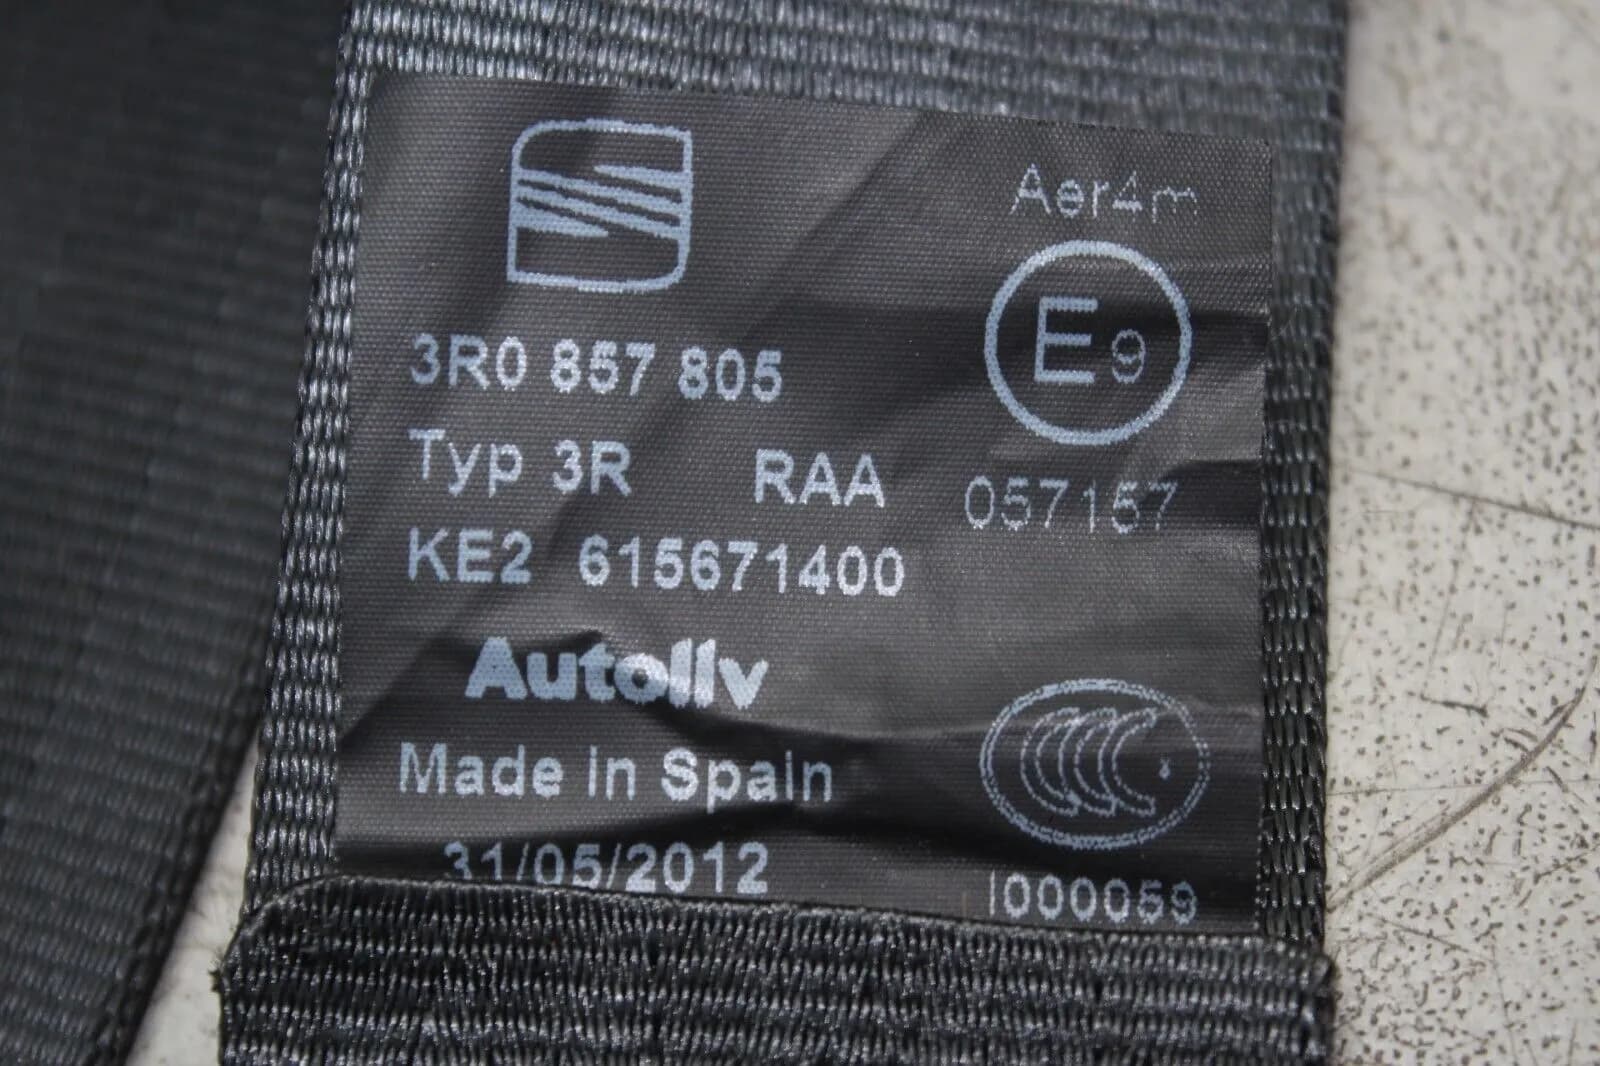 Aer4m
E9
3R0 857 805
Typ 3R RAA
057157
KE2 615671400
Autoliv
Made in Spain
CCC
31/05/2012
I000059